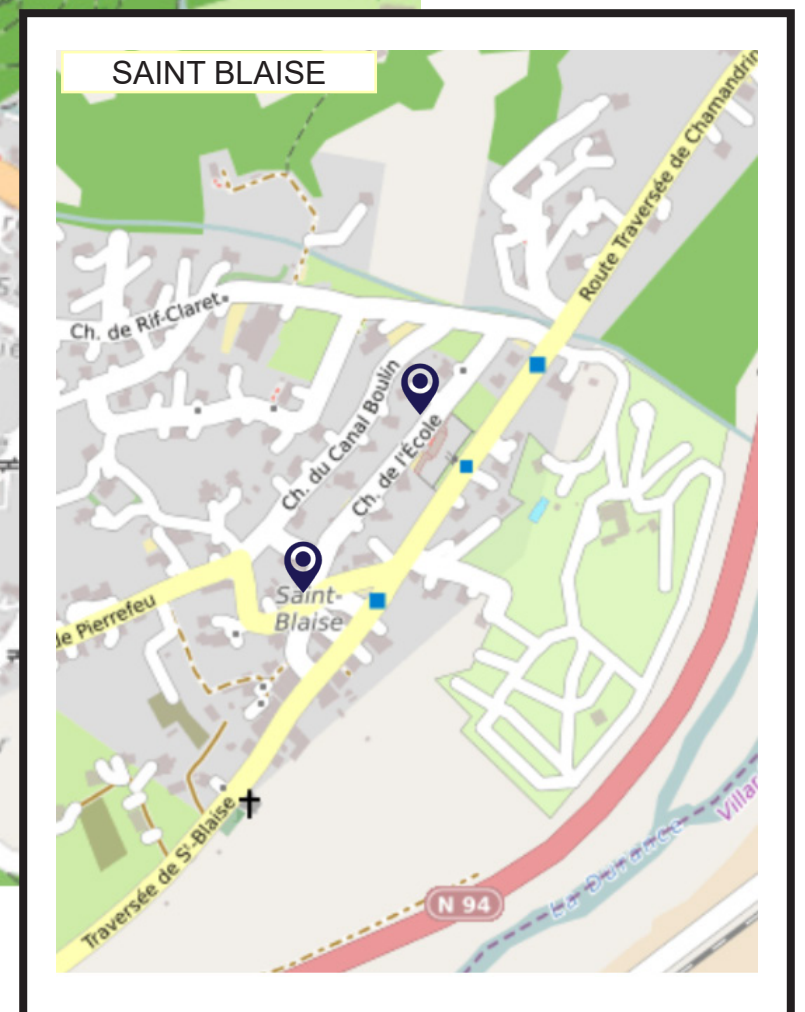 SAINT BLAISE
Route Traversée de Chamandrin
Ch. de Rif-Claret
Ch. du Canal Boulin
Ch. de l'École
Saint-
Blaise
de Pierrefeu
Traversée de St-Blaise
N 94
La Durance
Villar